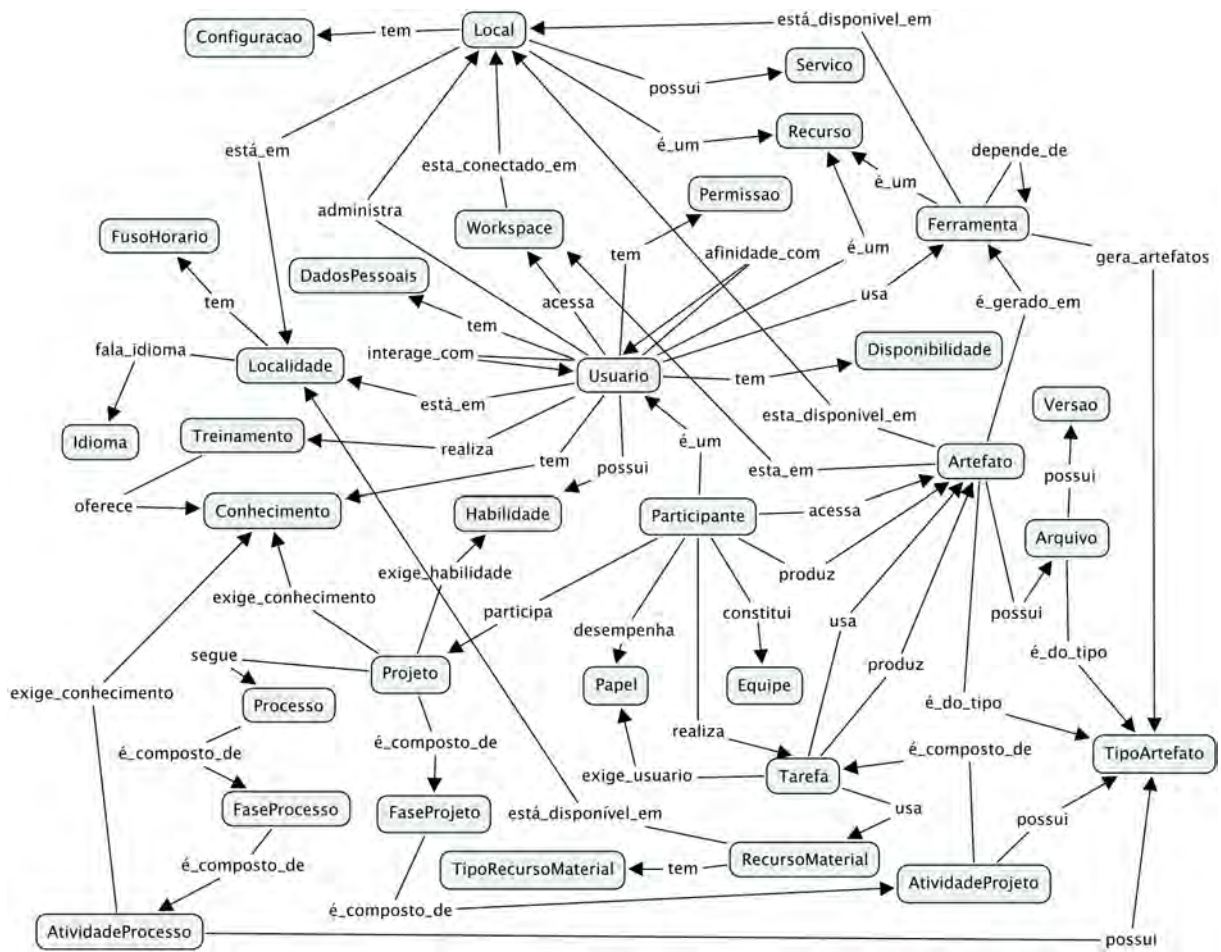 está_disponivel_em
Configuracao
tem
Local
Servico
possui
está_em
é_um
Recurso
depende_de
esta_conectado_em
Permissao
é_um
administra
FusoHorario
Workspace
Ferramenta
tem
afinidade_com
é_um
gera_artefatos
DadosPessoais
tem
acessa
usa
é_gerado_em
tem
fala_idioma
interage_com
Disponibilidade
Localidade
Usuario
tem
está_em
esta_disponivel_em
Versao
Idioma
Treinamento
realiza
é_um
tem
possui
esta_em
Artefato
possui
oferece
Conhecimento
Habilidade
Participante
acessa
Arquivo
exige_habilidade
produz
exige_conhecimento
participa
constitui
possui
usa
desempenha
segue
Projeto
produz
é_do_tipo
exige_conhecimento
Processo
Papel
Equipe
é_do_tipo
realiza
é_composto_de
é_composto_de
é_composto_de
TipoArtefato
exige_usuario
Tarefa
FaseProcesso
FaseProjeto
está_disponível_em
usa
possui
é_composto_de
TipoRecursoMaterial
tem
RecursoMaterial
AtividadeProjeto
é_composto_de
AtividadeProcesso
possui